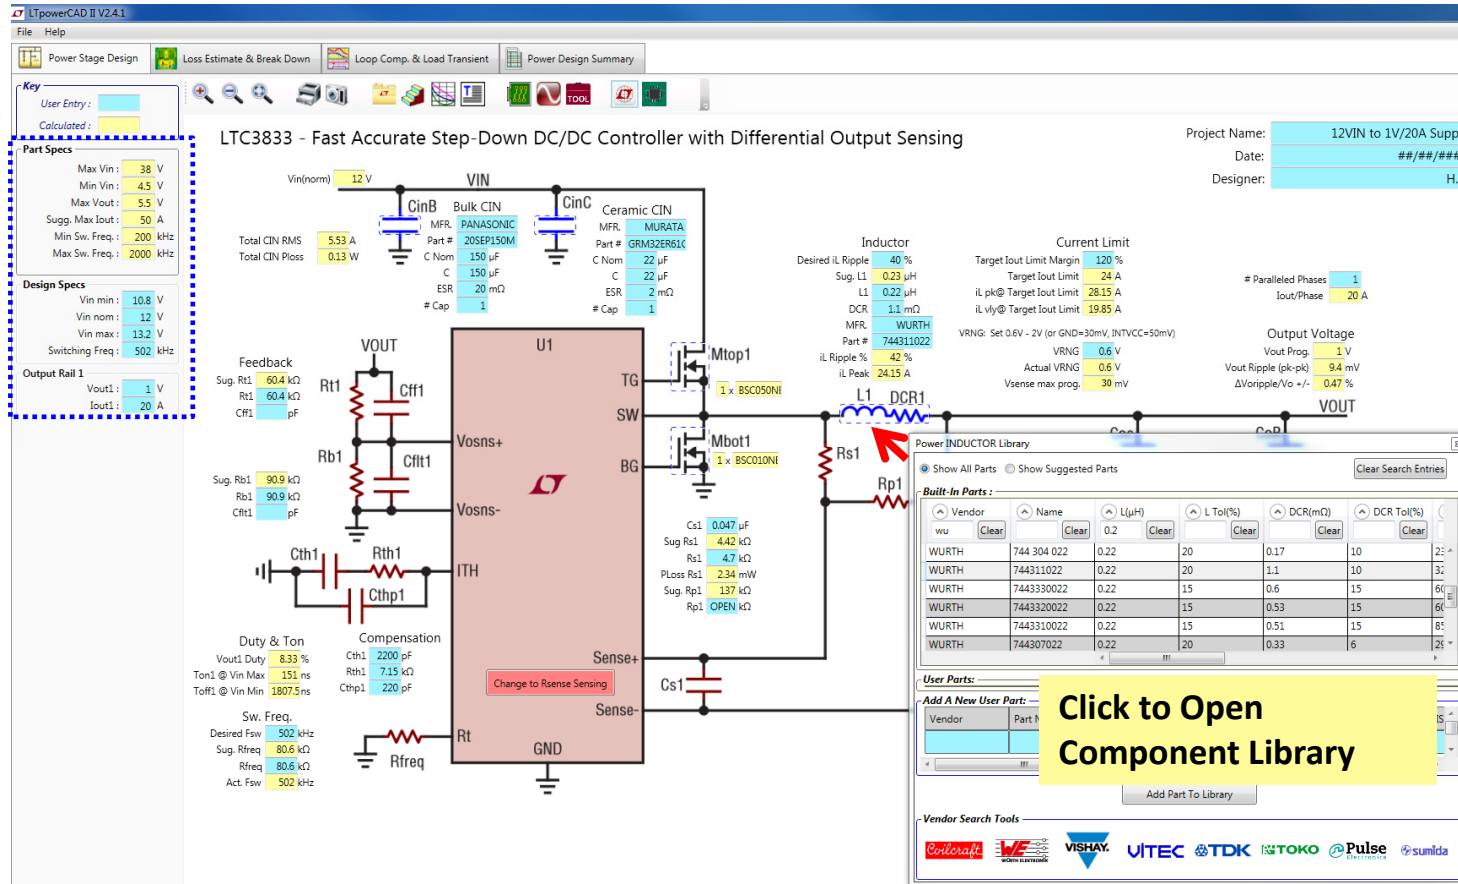 LTpowerCAD II V2.4.1
File Help
Power Stage Design Loss Estimate & Break Down Loop Comp. & Load Transient Power Design Summary
Key
User Entry :
Calculated :
TOOL
LTC3833 - Fast Accurate Step-Down DC/DC Controller with Differential Output Sensing
Project Name: 12VIN to 1V/20A Supp
Date: ##/##/###
Designer: H.
Part Specs
Max Vin : 38 V
Min Vin : 4.5 V
Max Vout : 5.5 V
Sugg. Max Iout : 50 A
Min Sw. Freq. : 200 kHz
Max Sw. Freq. : 2000 kHz
Design Specs
Vin min : 10.8 V
Vin nom : 12 V
Vin max : 13.2 V
Switching Freq : 502 kHz
Output Rail 1
Vout1 : 1 V
Iout1 : 20 A
Vin(norm) 12 V
VIN
Total CIN RMS 5.53 A
Total CIN Ploss 0.13 W
CinB Bulk CIN
MFR. PANASONIC
Part # 20SEP150M
C Nom 150 µF
C 150 µF
ESR 20 mΩ
# Cap 1
CinC Ceramic CIN
MFR. MURATA
Part # GRM32ER61C
C Nom 22 µF
C 22 µF
ESR 2 mΩ
# Cap 1
Inductor
Desired iL Ripple 40 %
Sug. L1 0.23 µH
L1 0.22 µH
DCR 1.1 mΩ
MFR. WURTH
Part # 744311022
iL Ripple % 42 %
iL Peak 24.15 A
Current Limit
Target Iout Limit Margin 120 %
Target Iout Limit 24 A
iL pk@ Target Iout Limit 28.15 A
iL vly@ Target Iout Limit 19.85 A
VRNG: Set 0.6V - 2V (or GND=30mV, INTVCC=50mV)
VRNG 0.6 V
Actual VRNG 0.6 V
Vsense max prog. 30 mV
# Paralleled Phases 1
Iout/Phase 20 A
Output Voltage
Vout Prog. 1 V
Vout Ripple (pk-pk) 9.4 mV
ΔVoripple/Vo +/- 0.47 %
VOUT
Feedback
Sug. Rt1 60.4 kΩ
Rt1 60.4 kΩ
Cff1 pF
VOUT
Rt1 Cff1
Rb1 Cflt1
Sug. Rb1 90.9 kΩ
Rb1 90.9 kΩ
Cflt1 pF
U1
TG
SW
BG
Vosns+
Vosns-
ITH
Sense+
Sense-
Rt
GND
Change to Rsense Sensing
Mtop1
1 x BSC050NE
Mbot1
1 x BSC010NE
L1 DCR1
Rs1
Rp1
Cs1
Cs1 0.047 µF
Sug Rs1 4.42 kΩ
Rs1 4.7 kΩ
PLoss Rs1 2.34 mW
Sug. Rp1 137 kΩ
Rp1 OPEN kΩ
Cth1 Rth1
Cthp1
Duty & Ton
Vout1 Duty 8.33 %
Ton1 @ Vin Max 151 ns
Toff1 @ Vin Min 1807.5 ns
Compensation
Cth1 2200 pF
Rth1 7.15 kΩ
Cthp1 220 pF
Sw. Freq.
Desired Fsw 502 kHz
Sug. Rfreq 80.6 kΩ
Rfreq 80.6 kΩ
Act. Fsw 502 kHz
Rfreq
Power INDUCTOR Library
Show All Parts Show Suggested Parts Clear Search Entries
Built-In Parts :
Vendor Name L(µH) L Tol(%) DCR(mΩ) DCR Tol(%)
wu Clear Clear 0.2 Clear Clear Clear Clear
WURTH 744 304 022 0.22 20 0.17 10 23
WURTH 744311022 0.22 20 1.1 10 32
WURTH 7443330022 0.22 15 0.6 15 60
WURTH 7443320022 0.22 15 0.53 15 60
WURTH 7443310022 0.22 15 0.51 15 85
WURTH 744307022 0.22 20 0.33 6 29
User Parts:
Add A New User Part:
Vendor Part
Click to Open
Component Library
Add Part To Library
Vendor Search Tools
Coilcraft WE WÜRTH ELEKTRONIK VISHAY. VITEC TDK TOKO Pulse Electronics sumida